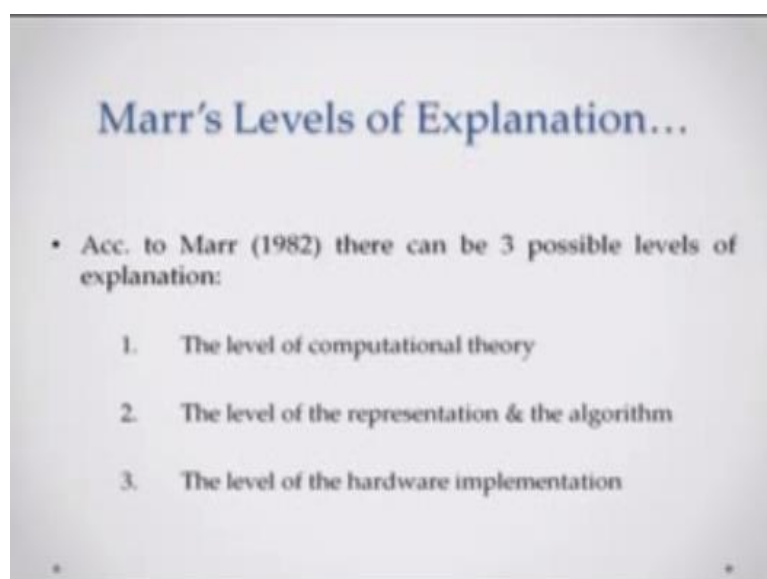 Marr's Levels of Explanation...
• Acc. to Marr (1982) there can be 3 possible levels of
explanation:
1. The level of computational theory
2. The level of the representation & the algorithm
3. The level of the hardware implementation